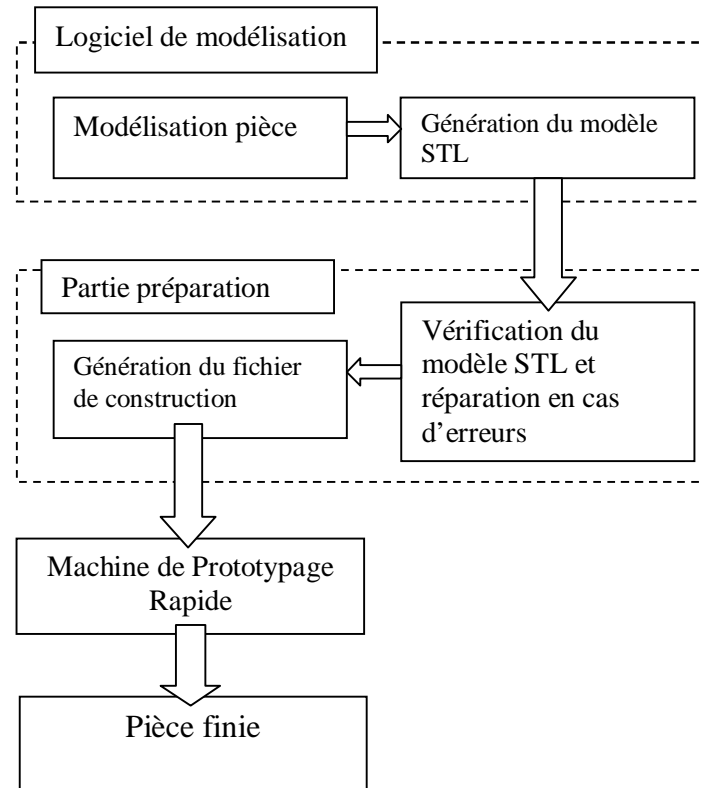 Logiciel de modélisation
Modélisation pièce
Génération du modèle
STL
Partie préparation
Vérification du
modèle STL et
réparation en cas
d’erreurs
Génération du fichier
de construction
Machine de Prototypage
Rapide
Pièce finie